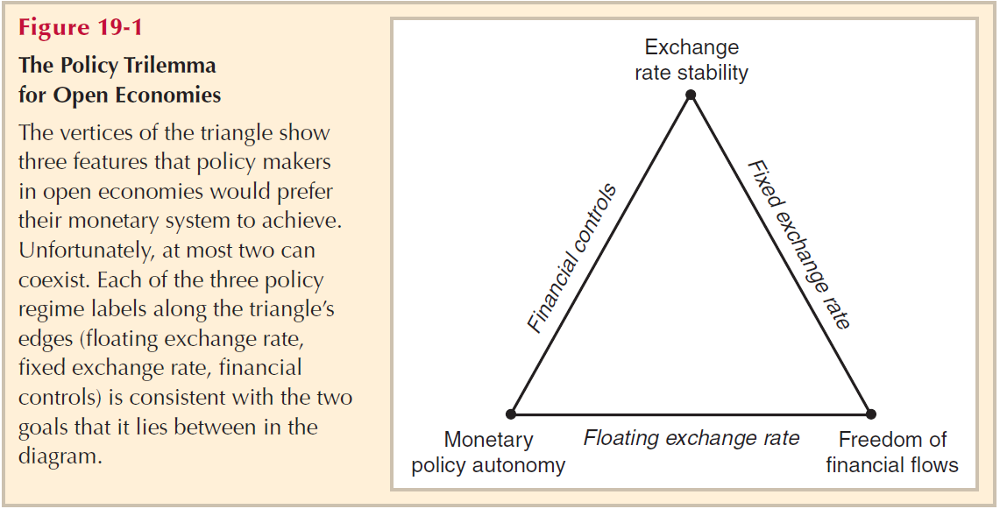 Figure 19-1
The Policy Trilemma
for Open Economies
The vertices of the triangle show
three features that policy makers
in open economies would prefer
their monetary system to achieve.
Unfortunately, at most two can
coexist. Each of the three policy
regime labels along the triangle’s
edges (floating exchange rate,
fixed exchange rate, financial
controls) is consistent with the two
goals that it lies between in the
diagram.
Exchange
rate stability
Financial controls
Fixed exchange rate
Monetary
policy autonomy
Floating exchange rate
Freedom of
financial flows